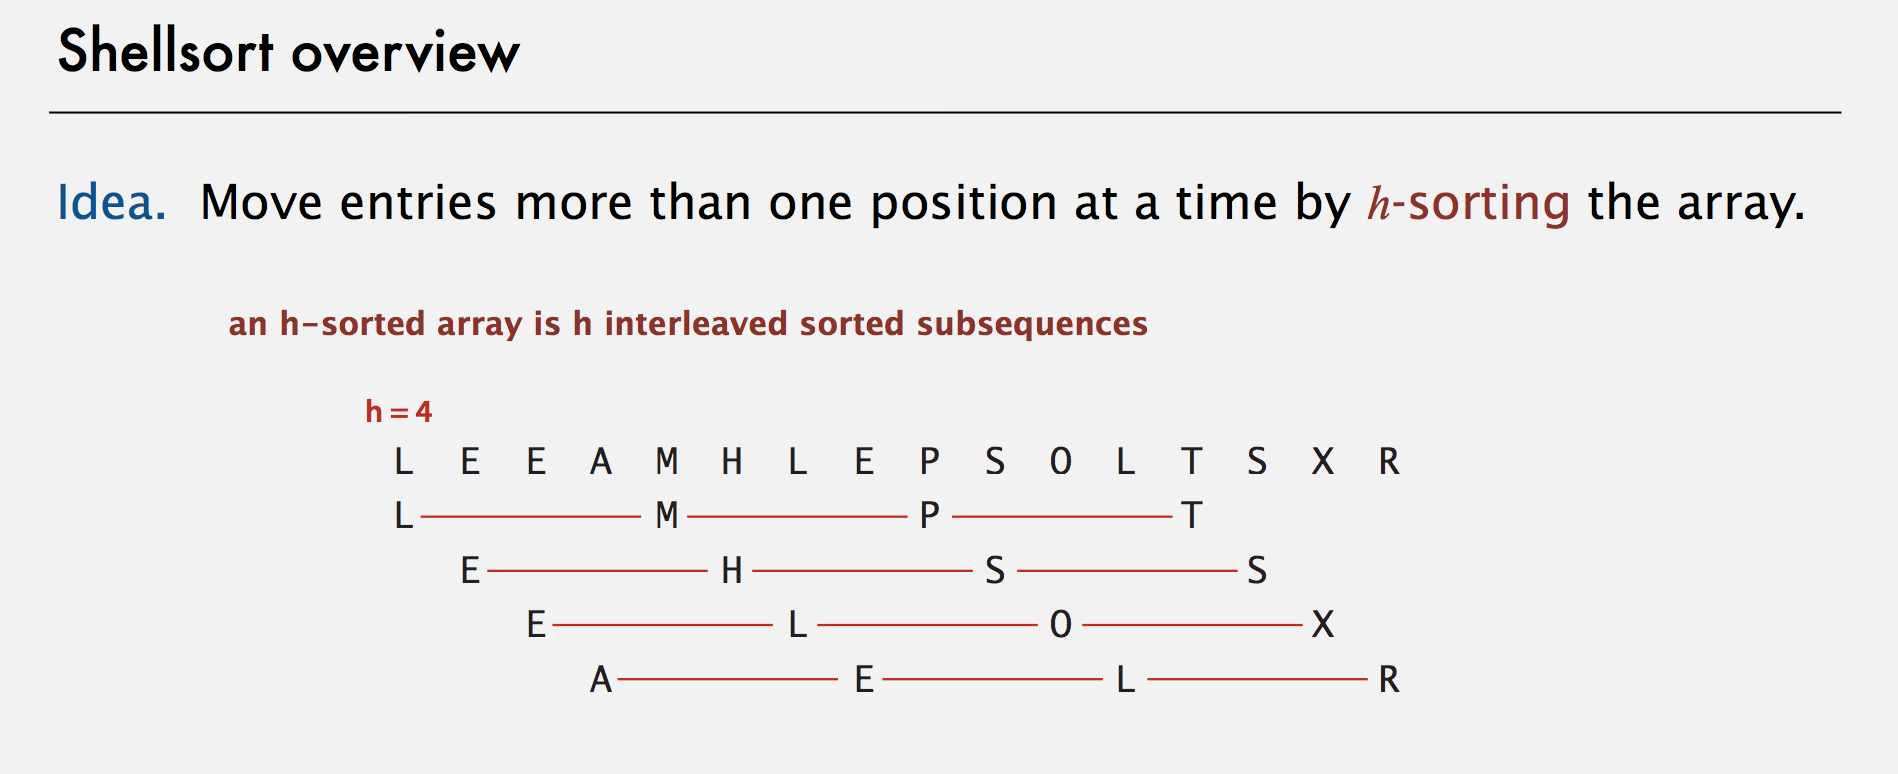 Shellsort overview
Idea. Move entries more than one position at a time by h-sorting the array.
an h-sorted array is h interleaved sorted subsequences
h = 4
L E E A M H L E P S O L T S X R
L M P T
E H S S
E L O X
A E L R